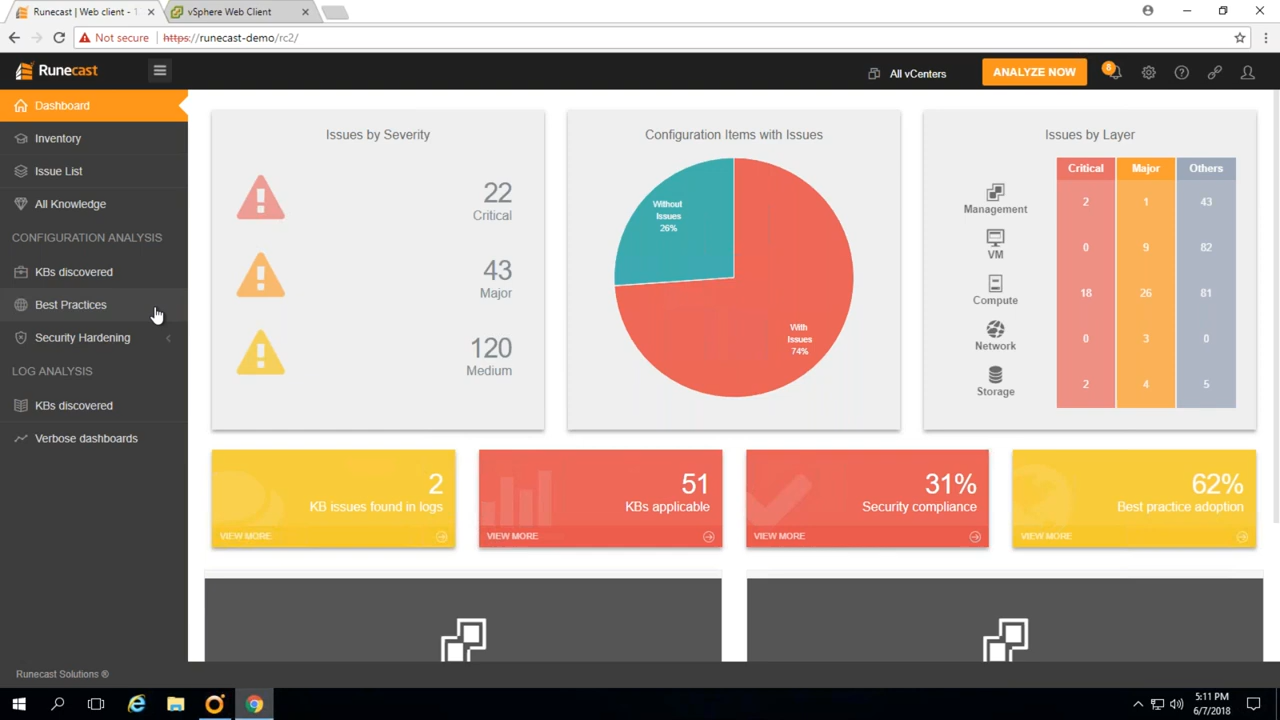 Runecast | Web client - 1
vSphere Web Client
Not secure
https://runecast-demo/rc2/
Runecast
All vCenters
ANALYZE NOW
8
Dashboard
Inventory
Issue List
All Knowledge
CONFIGURATION ANALYSIS
KBs discovered
Best Practices
Security Hardening
LOG ANALYSIS
KBs discovered
Verbose dashboards
Runecast Solutions ®
Issues by Severity
22
Critical
43
Major
120
Medium
Configuration Items with Issues
Without
Issues
26%
With
Issues
74%
Issues by Layer
Critical Major Others
Management 2 1 43
VM 0 9 82
Compute 18 26 81
Network 0 3 0
Storage 2 4 5
2
KB issues found in logs
VIEW MORE
51
KBs applicable
VIEW MORE
31%
Security compliance
VIEW MORE
62%
Best practice adoption
VIEW MORE
5:11 PM
6/7/2018